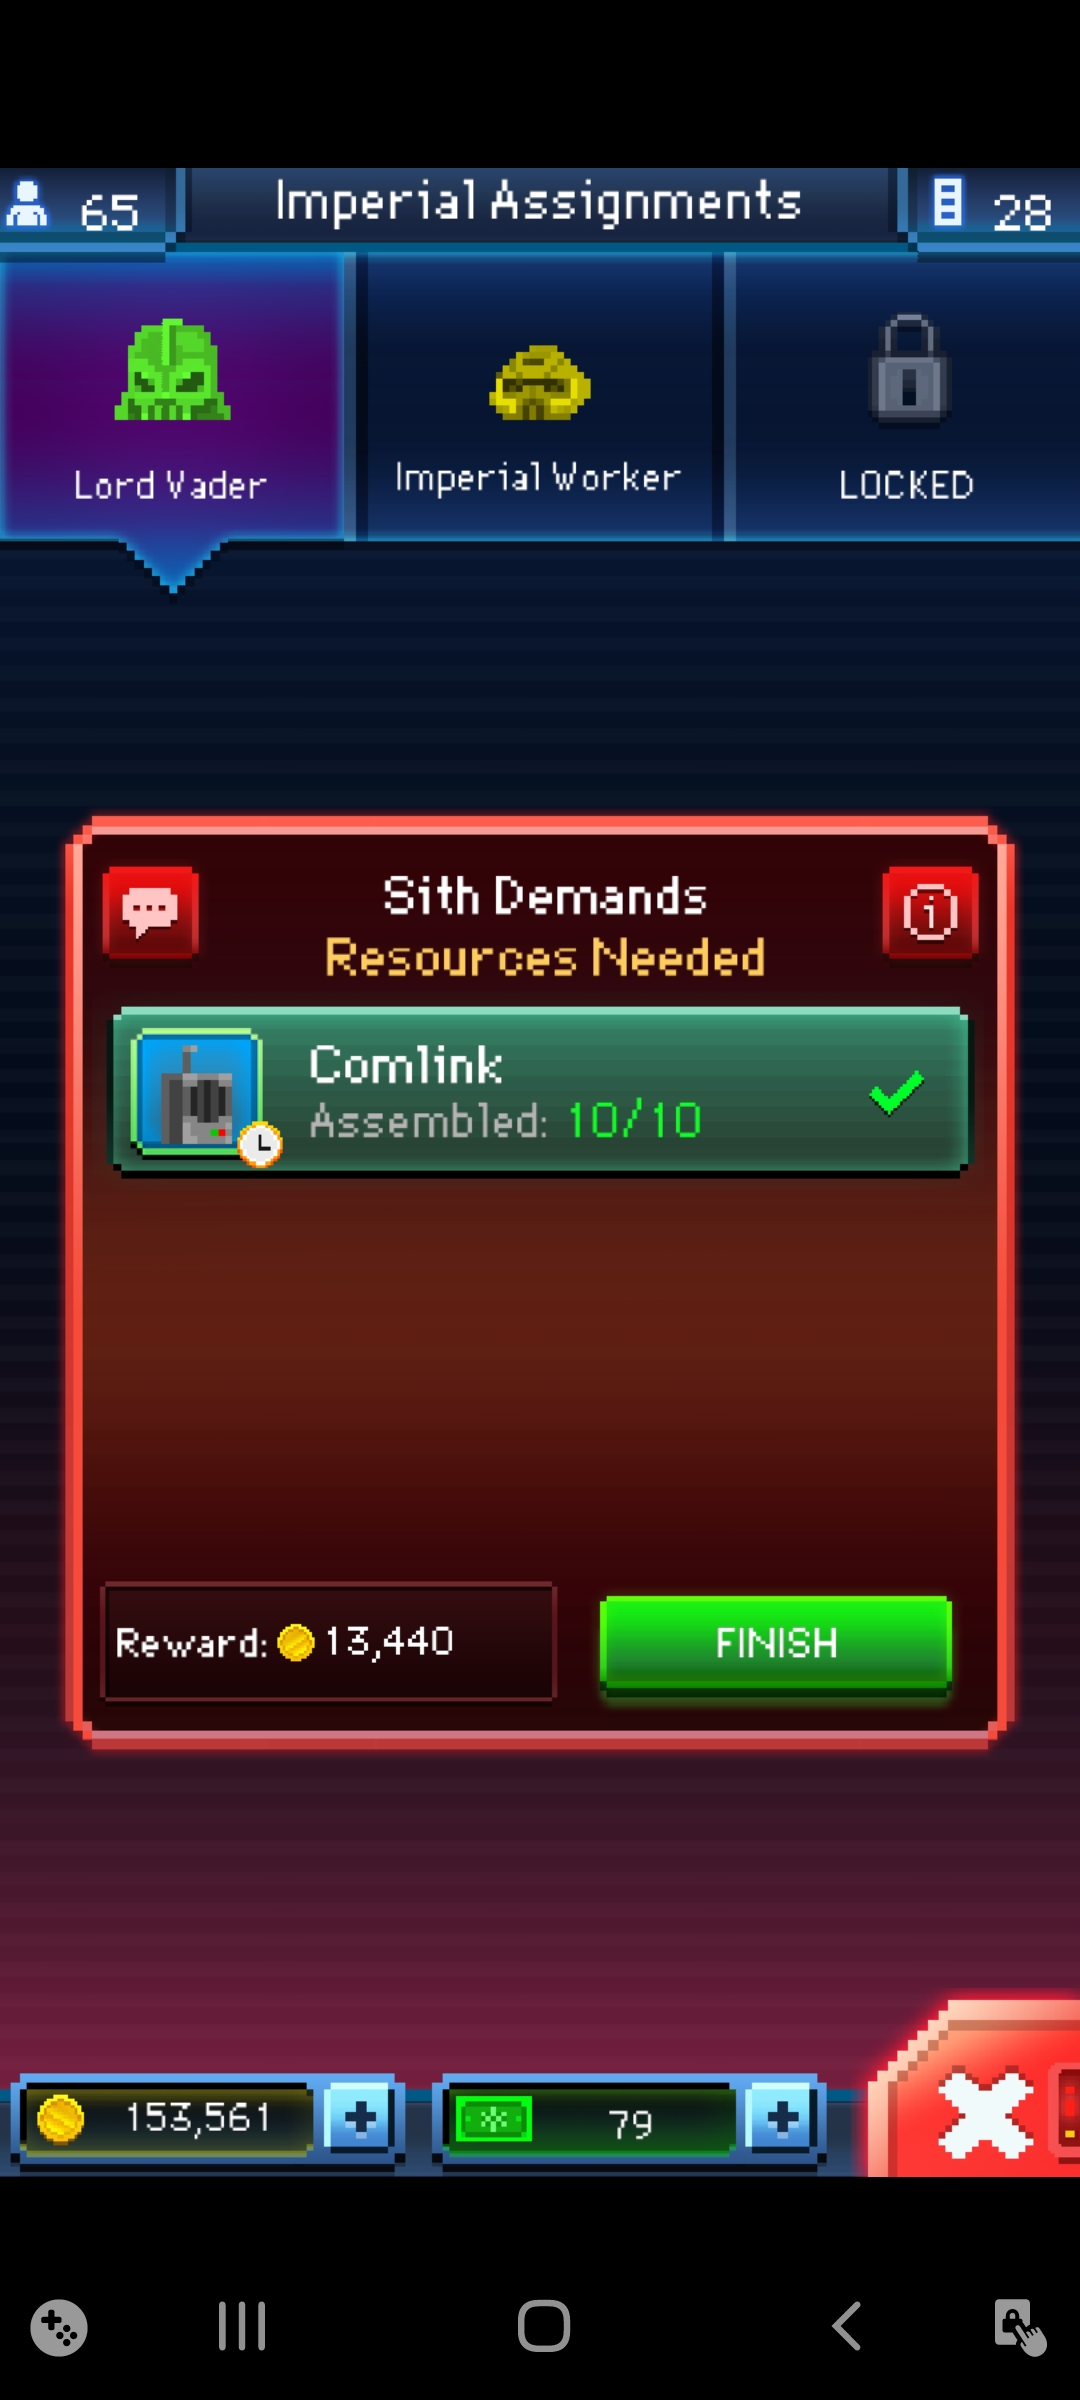 65
Imperial Assignments
28
Lord Vader
Imperial Worker
LOCKED
Sith Demands
Resources Needed
Comlink
Assembled: 10/10
Reward: 13,440
FINISH
153,561
79